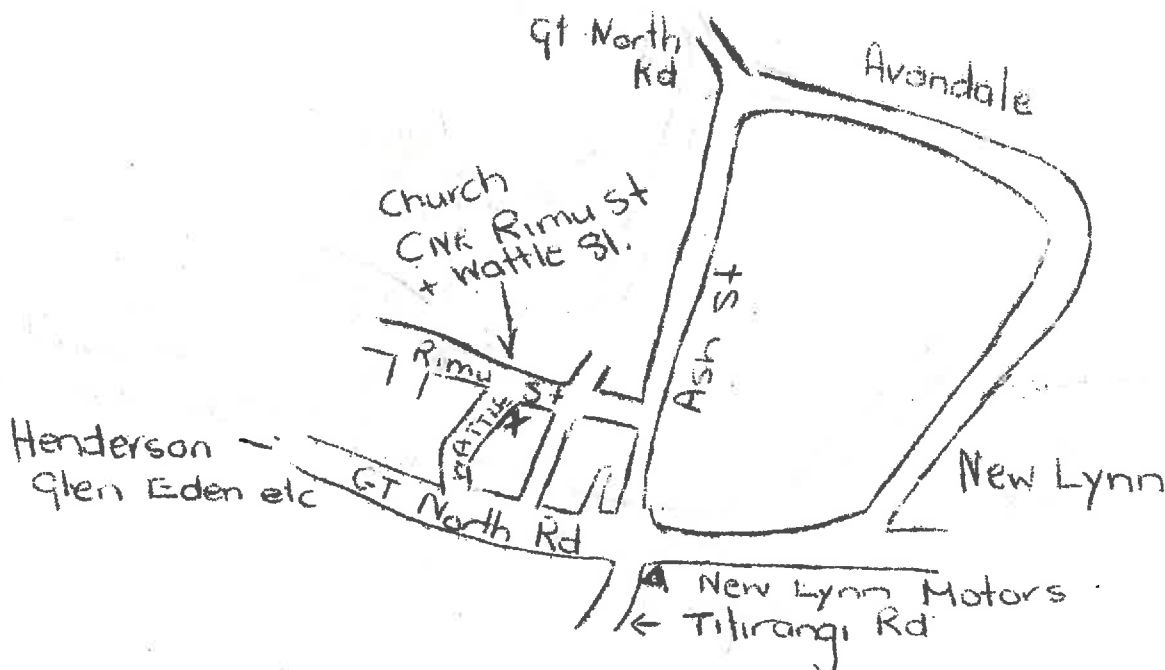 Gt North
Rd
Avondale
Church
CNR Rimu St
+ Wattle St.
Rimu St
WATTLE
X
Ash St
Henderson
Glen Eden etc
GT North Rd
New Lynn
New Lynn Motors
← Titirangi Rd